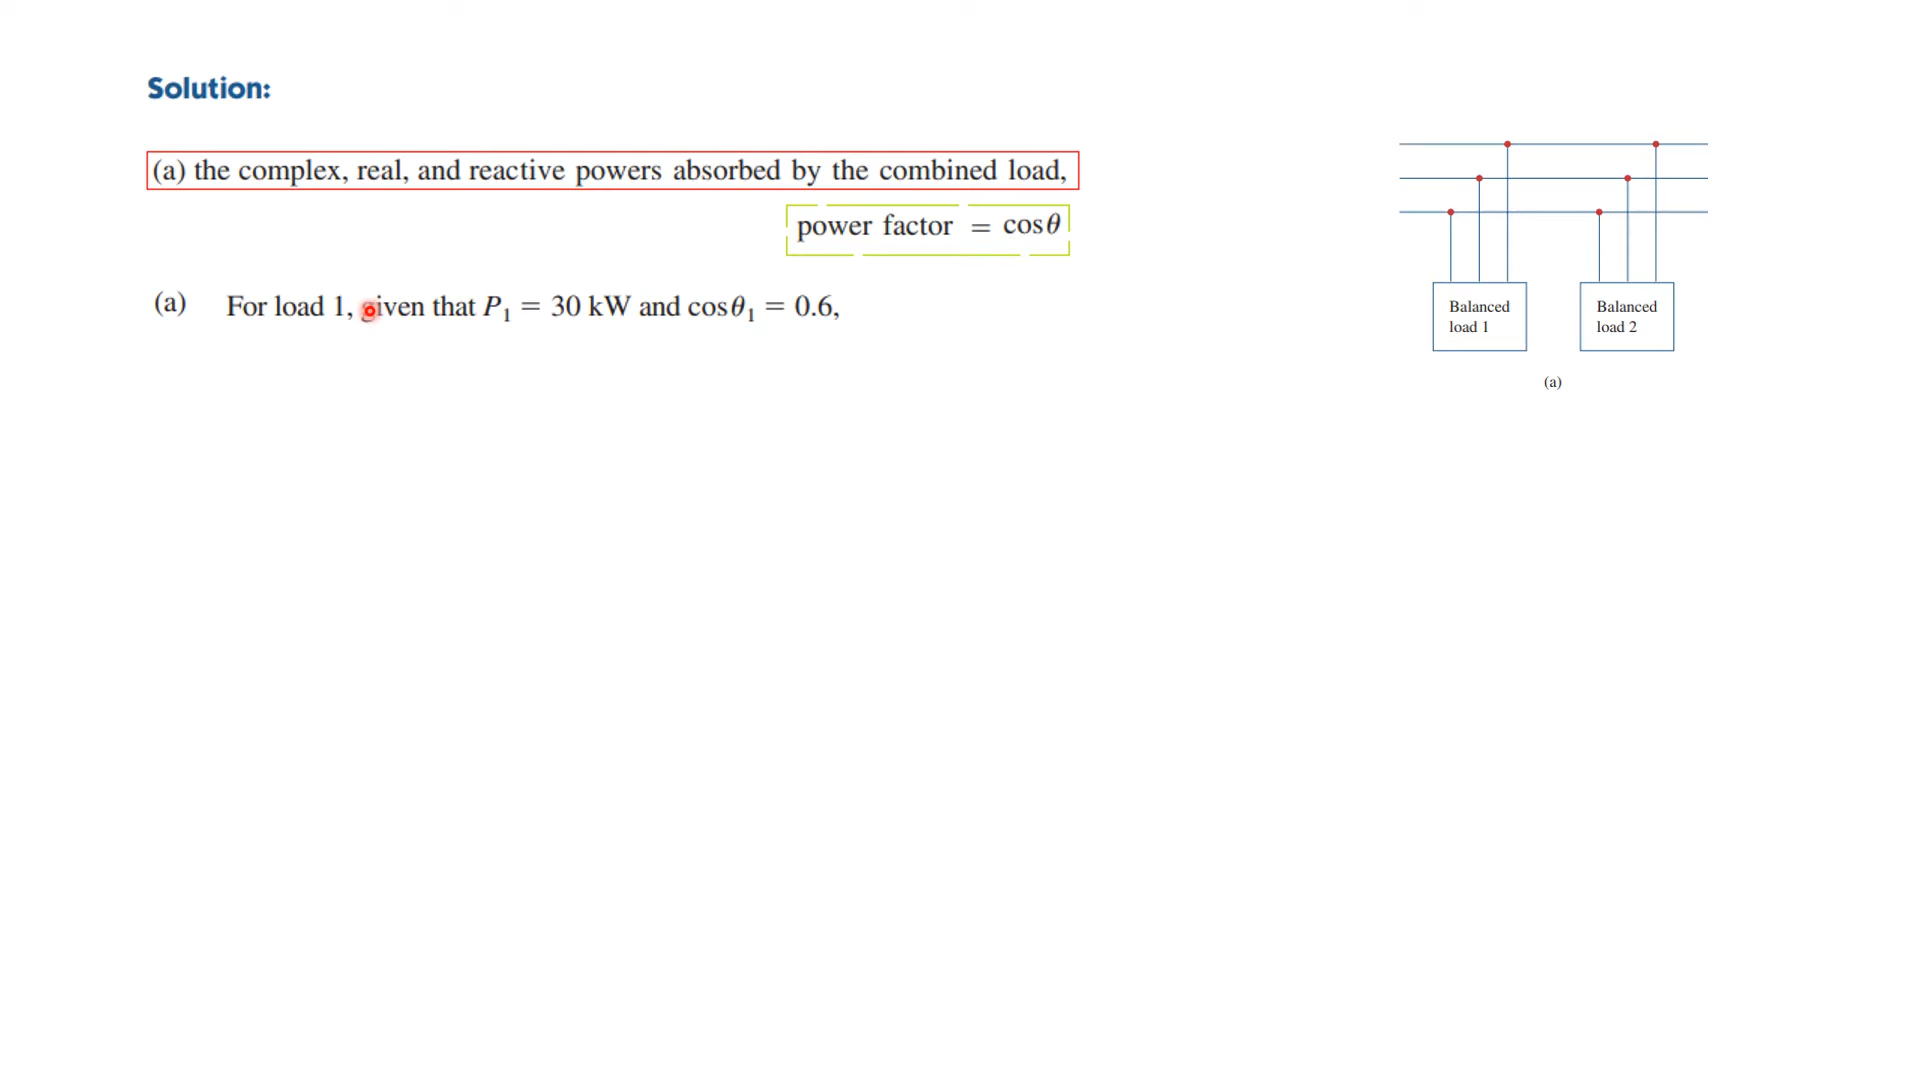 Solution:
(a) the complex, real, and reactive powers absorbed by the combined load,
power factor = cosθ
(a) For load 1, given that P₁ = 30 kW and cosθ₁ = 0.6,
Balanced load 1
Balanced load 2
(a)